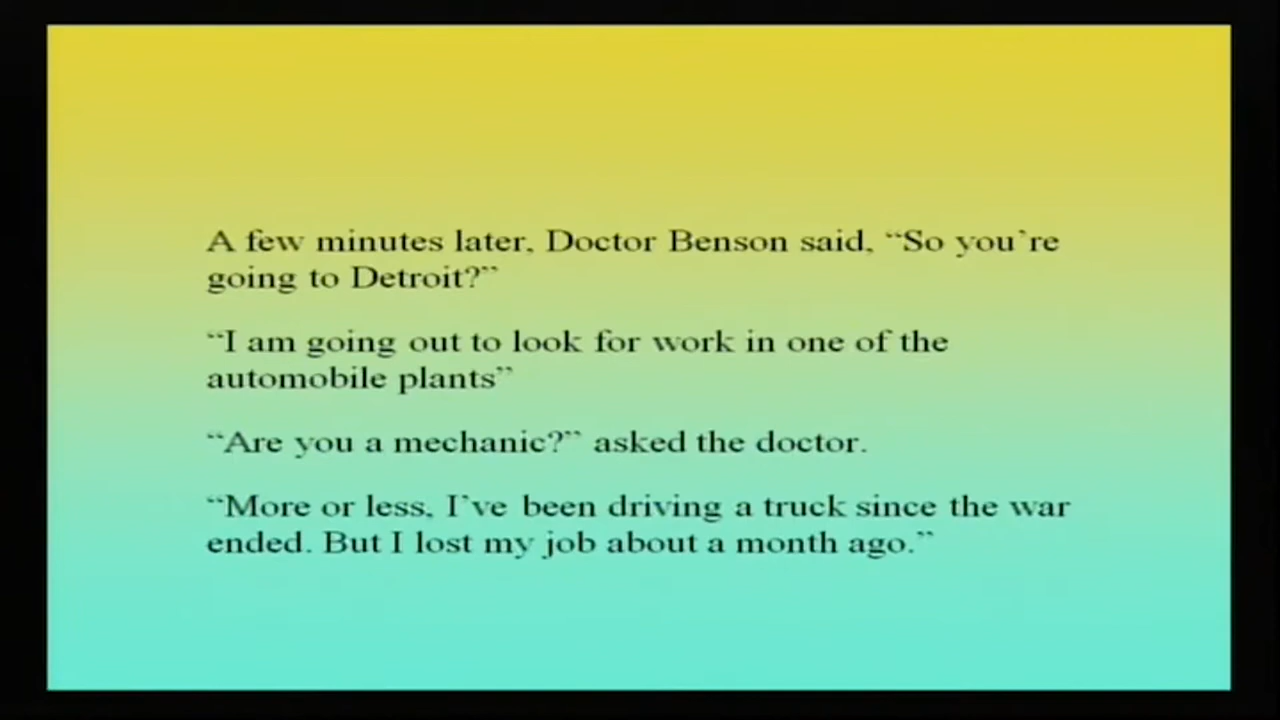 A few minutes later, Doctor Benson said, “So you’re
going to Detroit?”
“I am going out to look for work in one of the
automobile plants”
“Are you a mechanic?” asked the doctor.
“More or less, I’ve been driving a truck since the war
ended. But I lost my job about a month ago.”